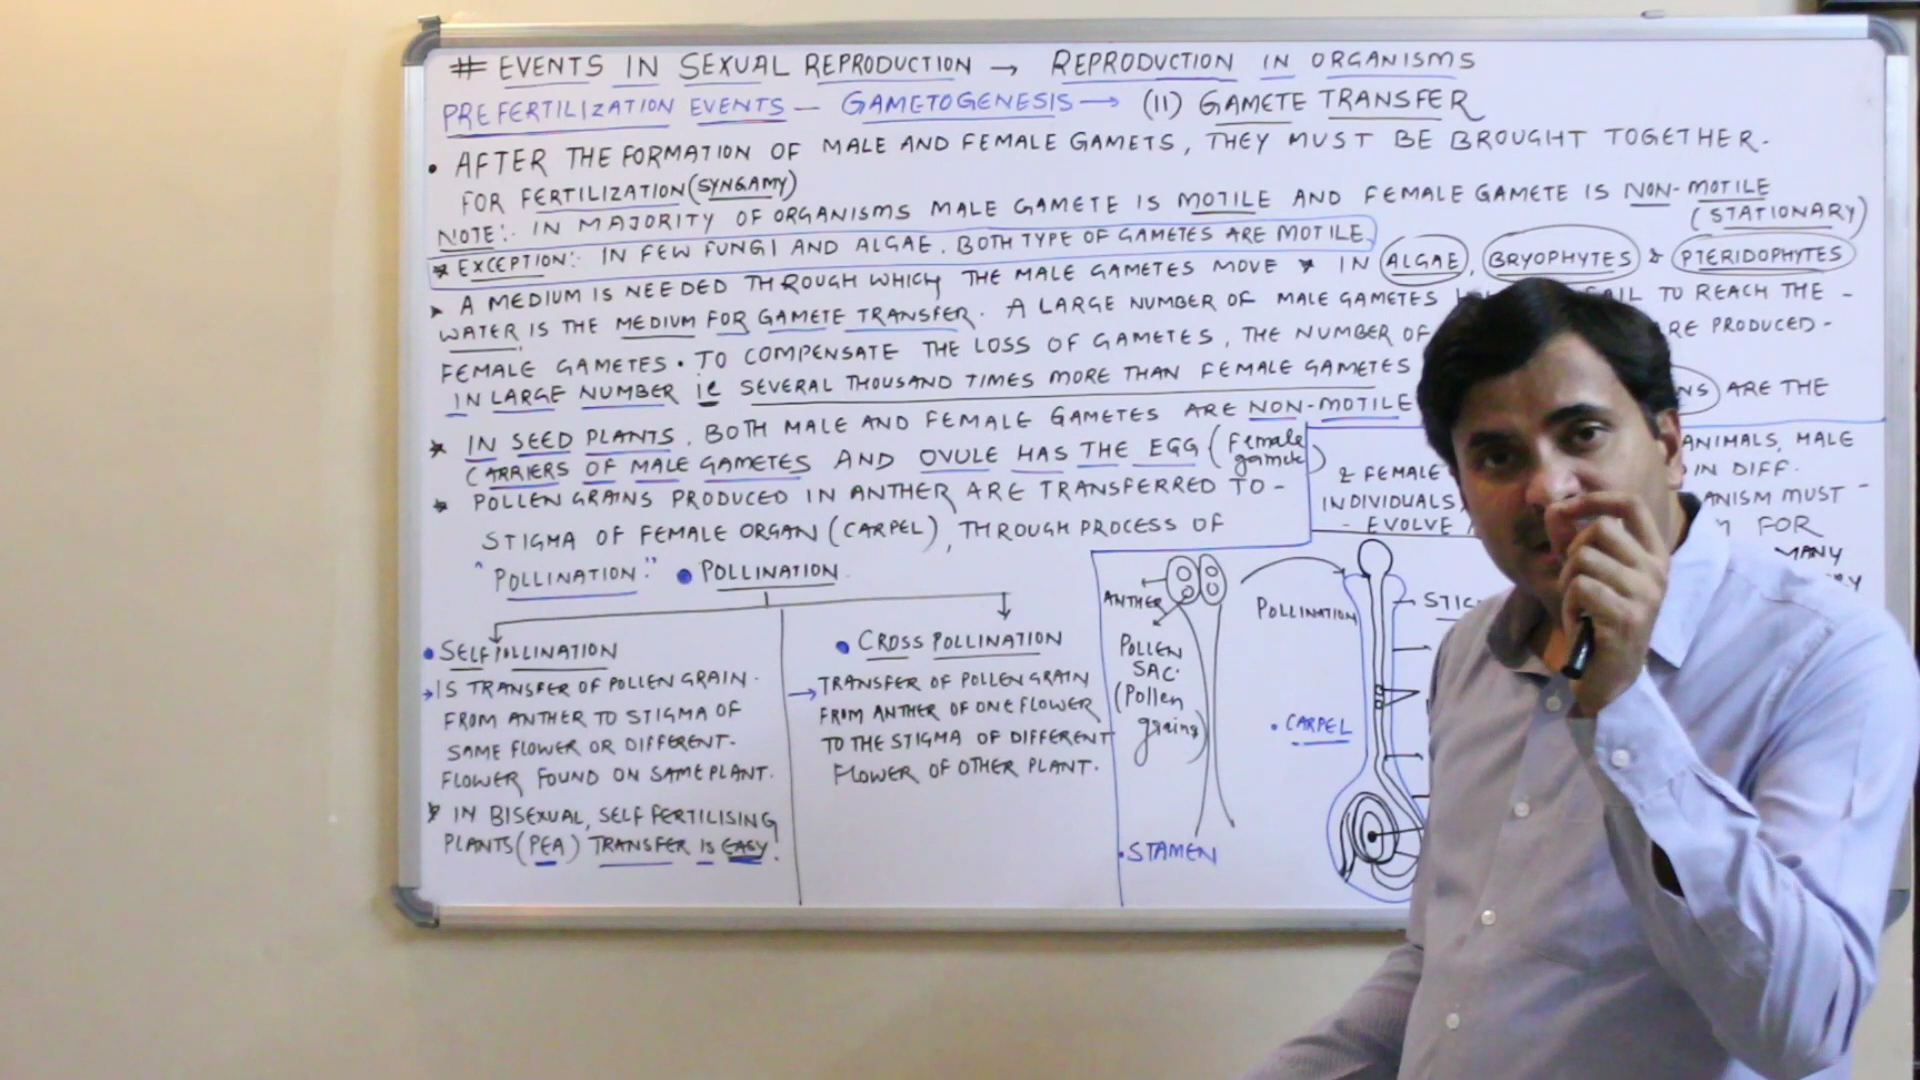 # EVENTS IN SEXUAL REPRODUCTION → REPRODUCTION IN ORGANISMS
PREFERTILIZATION EVENTS — GAMETOGENESIS → (II) GAMETE TRANSFER
• AFTER THE FORMATION OF MALE AND FEMALE GAMETS, THEY MUST BE BROUGHT TOGETHER.
FOR FERTILIZATION (SYNGAMY)
NOTE:. IN MAJORITY OF ORGANISMS MALE GAMETE IS MOTILE AND FEMALE GAMETE IS NON-MOTILE
(STATIONARY)
* EXCEPTION:. IN FEW FUNGI AND ALGAE. BOTH TYPE OF GAMETES ARE MOTILE.
➤ A MEDIUM IS NEEDED THROUGH WHICH THE MALE GAMETES MOVE * IN ALGAE, BRYOPHYTES & PTERIDOPHYTES
WATER IS THE MEDIUM FOR GAMETE TRANSFER. A LARGE NUMBER OF MALE GAMETES TO REACH THE -
FEMALE GAMETES. TO COMPENSATE THE LOSS OF GAMETES, THE NUMBER OF PRODUCED -
IN LARGE NUMBER ie SEVERAL THOUSAND TIMES MORE THAN FEMALE GAMETES
* IN SEED PLANTS, BOTH MALE AND FEMALE GAMETES ARE NON-MOTILE ARE THE
CARRIERS OF MALE GAMETES AND OVULE HAS THE EGG (Female
gamete)
* POLLEN GRAINS PRODUCED IN ANTHER ARE TRANSFERRED TO -
STIGMA OF FEMALE ORGAN (CARPEL), THROUGH PROCESS OF
"POLLINATION."
ANIMALS, MALE
& FEMALE IN DIFF.
INDIVIDUALS, MUST -
- EVOLVE FOR
MANY
• POLLINATION
• SELF POLLINATION
→ IS TRANSFER OF POLLEN GRAIN.
FROM ANTHER TO STIGMA OF
SAME FLOWER OR DIFFERENT.
FLOWER FOUND ON SAME PLANT.
* IN BISEXUAL, SELF FERTILISING
PLANTS (PEA) TRANSFER IS EASY.
• CROSS POLLINATION
→ TRANSFER OF POLLEN GRAIN
FROM ANTHER OF ONE FLOWER
TO THE STIGMA OF DIFFERENT
FLOWER OF OTHER PLANT.
ANTHER
POLLEN
SAC.
(Pollen
grains)
• STAMEN
POLLINATION
• CARPEL